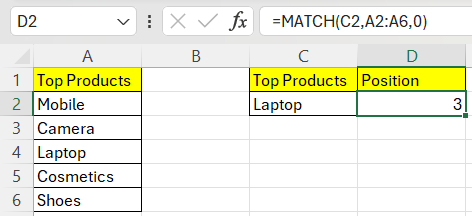 D2 fx =MATCH(C2,A2:A6,0)
A B C D
1 Top Products Top Products Position
2 Mobile Laptop 3
3 Camera
4 Laptop
5 Cosmetics
6 Shoes